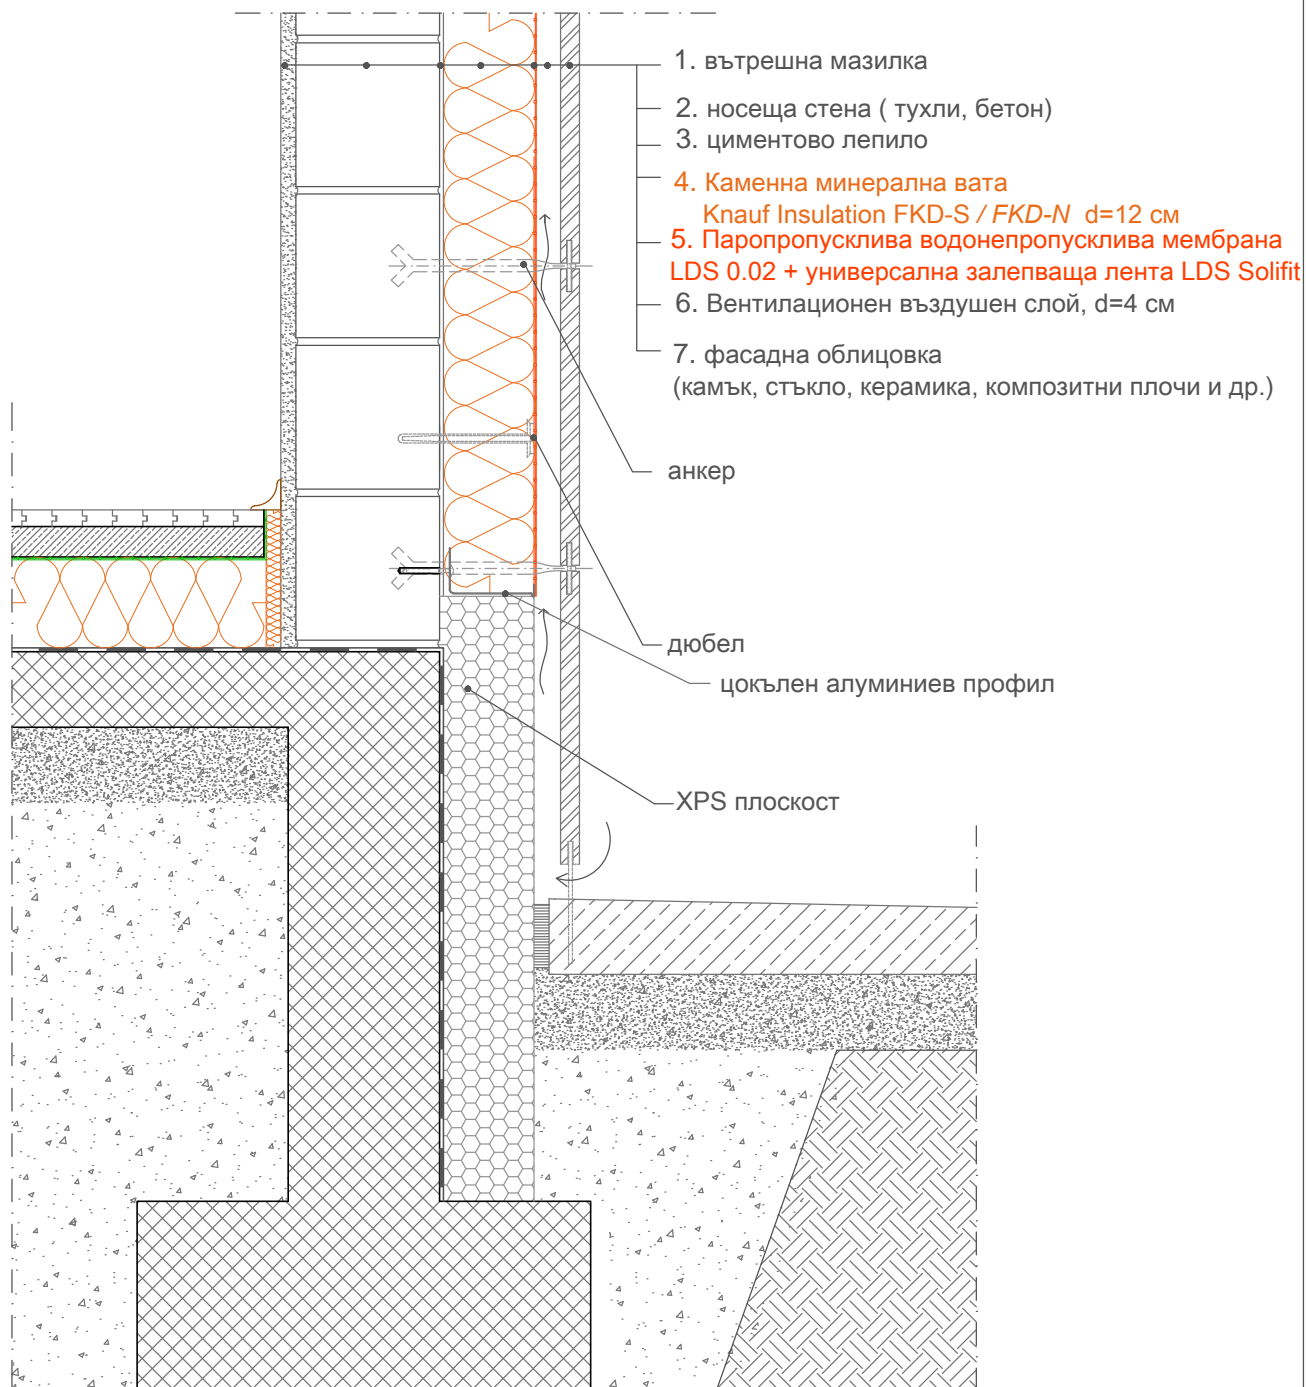 1. вътрешна мазилка
2. носеща стена ( тухли, бетон)
3. циментово лепило
4. Каменна минерална вата
Knauf Insulation FKD-S / FKD-N d=12 см
5. Паропропусклива водонепропусклива мембрана
LDS 0.02 + универсална залепваща лента LDS Solifit
6. Вентилационен въздушен слой, d=4 см
7. фасадна облицовка
(камък, стъкло, керамика, композитни плочи и др.)
анкер
дюбел
цокълен алуминиев профил
XPS плоскост